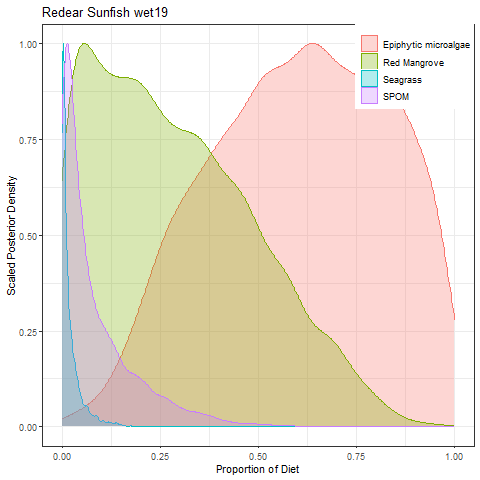 Redear Sunfish wet19
Epiphytic microalgae
Red Mangrove
Seagrass
SPOM
Scaled Posterior Density
1.00
0.75
0.50
0.25
0.00
0.00 0.25 0.50 0.75 1.00
Proportion of Diet